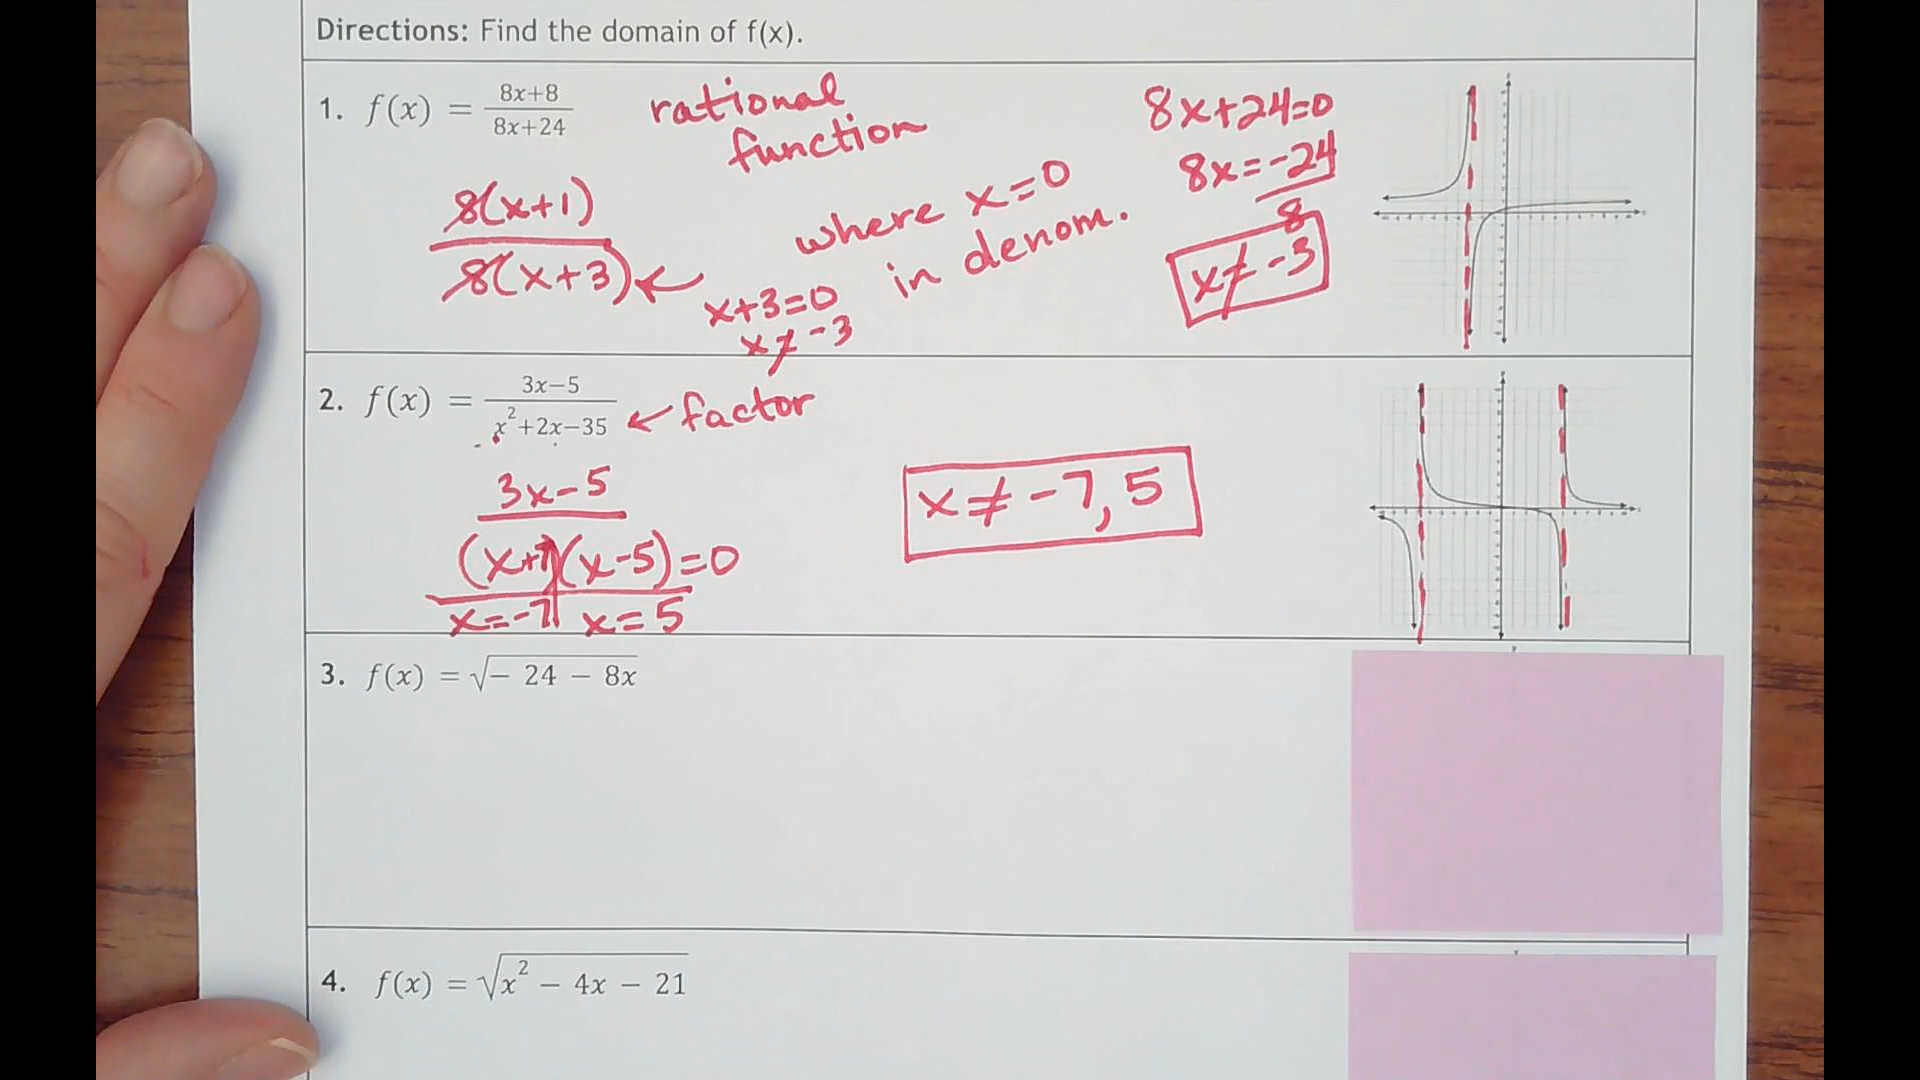 Directions: Find the domain of f(x).
1. f(x) = (8x+8)/(8x+24)
rational
function
8(x+1)
8(x+3)
where x=0
in denom.
x+3=0
x≠-3
8x+24=0
8x=-24
8
x≠-3
2. f(x) = (3x−5)/(x²+2x−35)
← factor
3x-5
(x+7)(x-5)=0
x=-7 x=5
x≠-7,5
3. f(x) = √(− 24 − 8x)
4. f(x) = √(x² − 4x − 21)